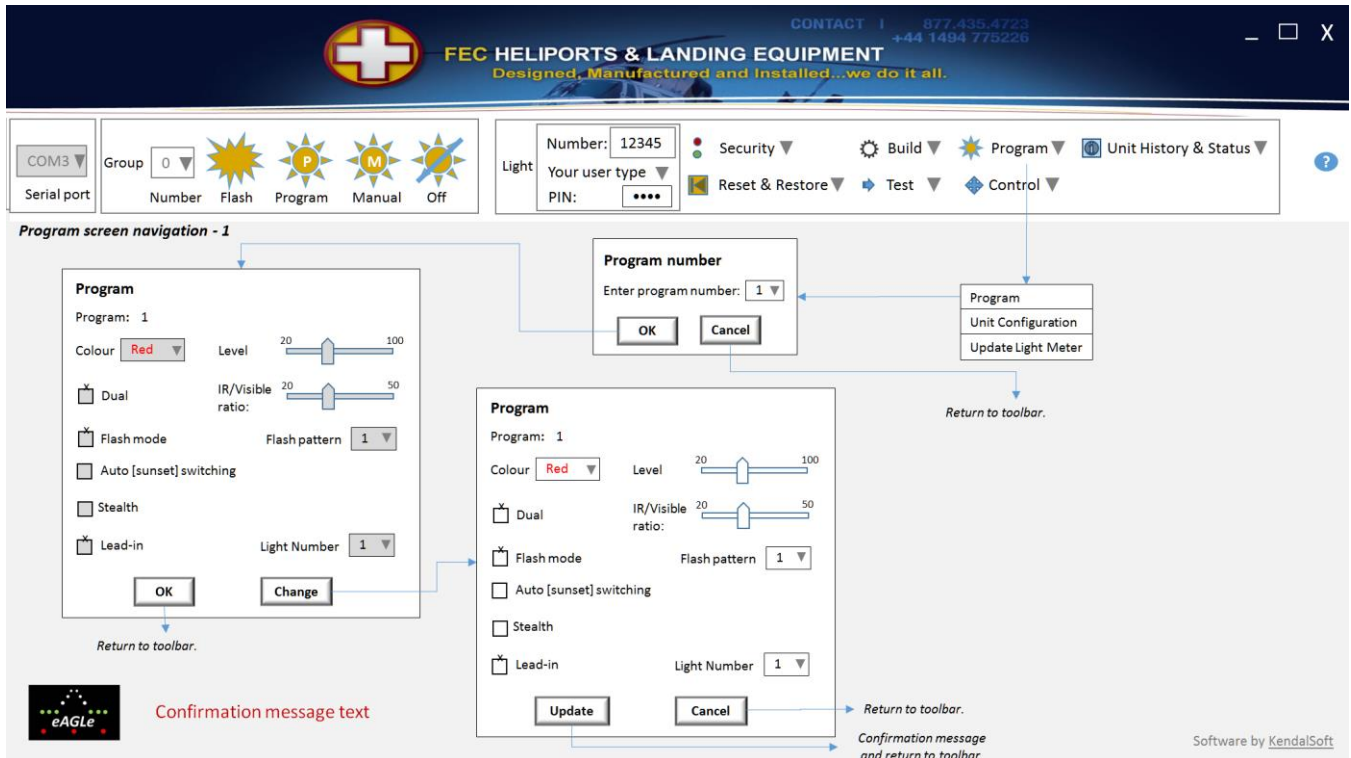 CONTACT I 877.435.4723
+44 1494 775226
FEC HELIPORTS & LANDING EQUIPMENT
Designed, Manufactured and Installed...we do it all.
_ □ X
COM3
Serial port
Group 0
Number Flash Program Manual Off
P
M
Light
Number: 12345
Your user type
PIN: ••••
Security
Build
Program
Unit History & Status
Reset & Restore
Test
Control
?
Program screen navigation - 1
Program number
Enter program number: 1
OK Cancel
Program
Unit Configuration
Update Light Meter
Return to toolbar.
Program
Program: 1
Colour Red Level 20 100
x Dual IR/Visible ratio: 20 50
x Flash mode Flash pattern 1
Auto [sunset] switching
Stealth
x Lead-in Light Number 1
OK Change
Return to toolbar.
Program
Program: 1
Colour Red Level 20 100
x Dual IR/Visible ratio: 20 50
x Flash mode Flash pattern 1
Auto [sunset] switching
Stealth
x Lead-in Light Number 1
Update Cancel
Return to toolbar.
Confirmation message
and return to toolbar
eAGLe
Confirmation message text
Software by KendalSoft